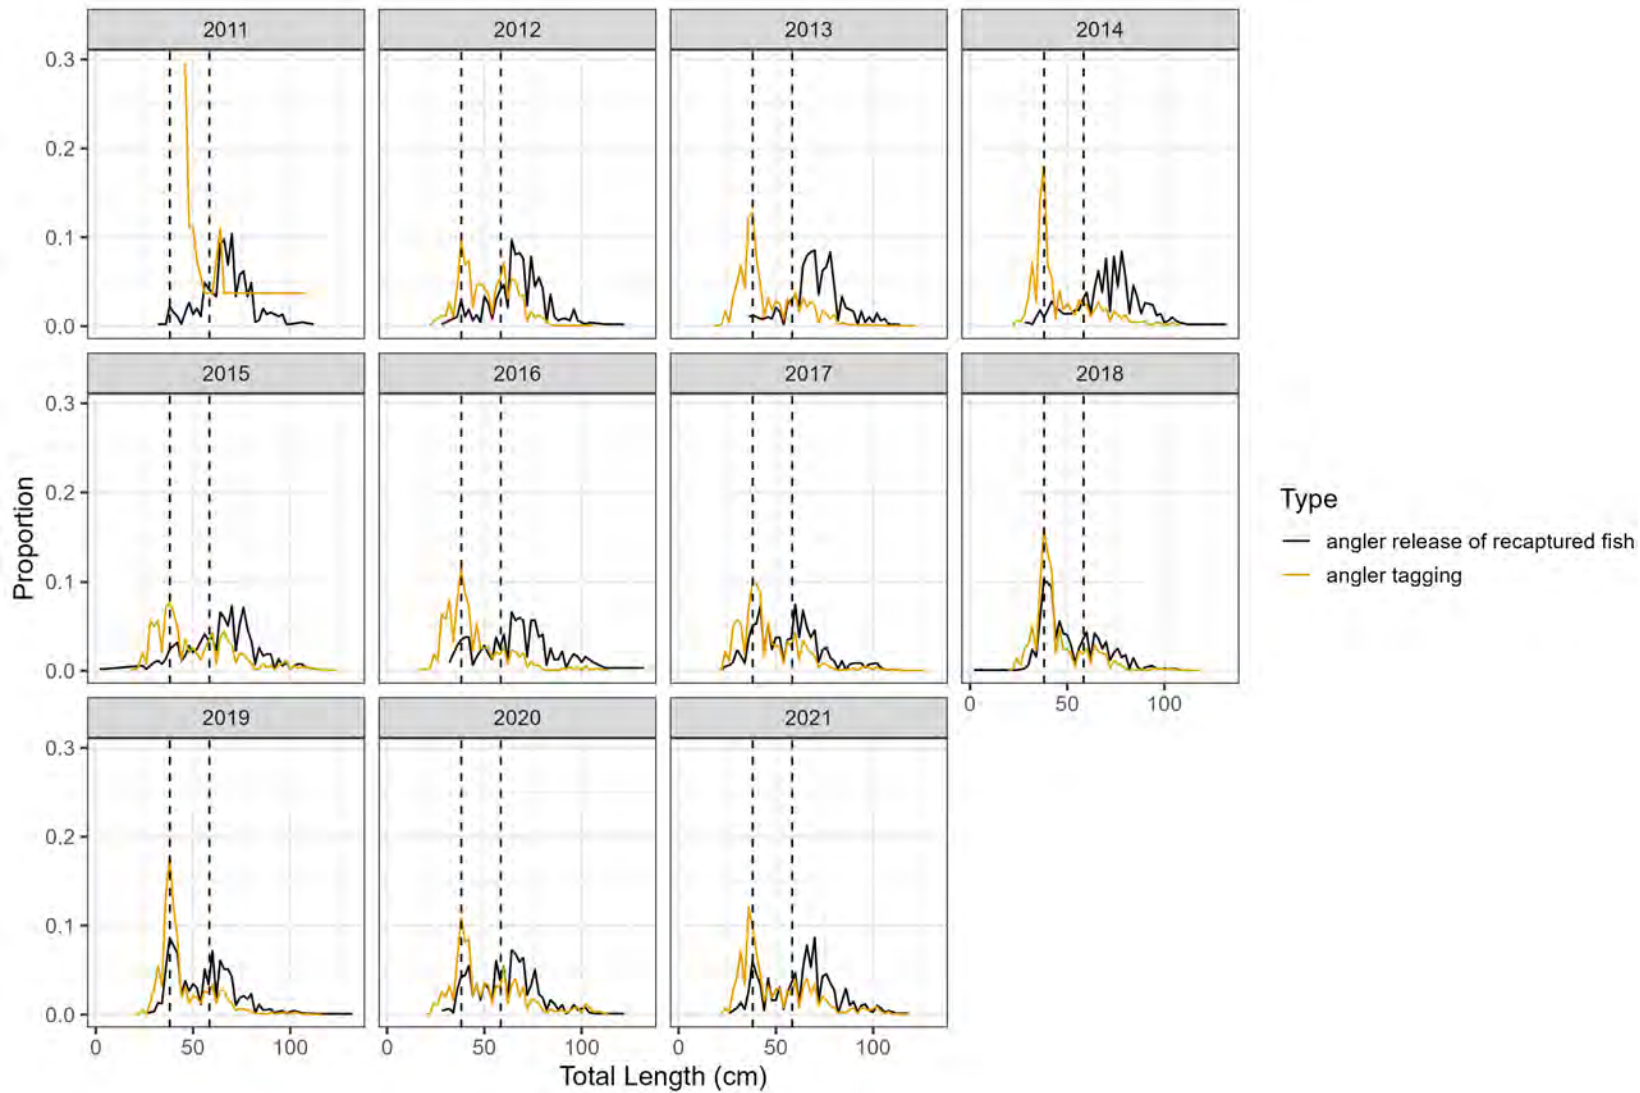 2011 2012 2013 2014
0.3
0.2
0.1
0.0
2015 2016 2017 2018
0.3
0.2
0.1
0.0
0 50 100
2019 2020 2021
0.3
0.2
0.1
0.0
0 50 100 0 50 100 0 50 100
Total Length (cm)
Proportion
Type
angler release of recaptured fish
angler tagging